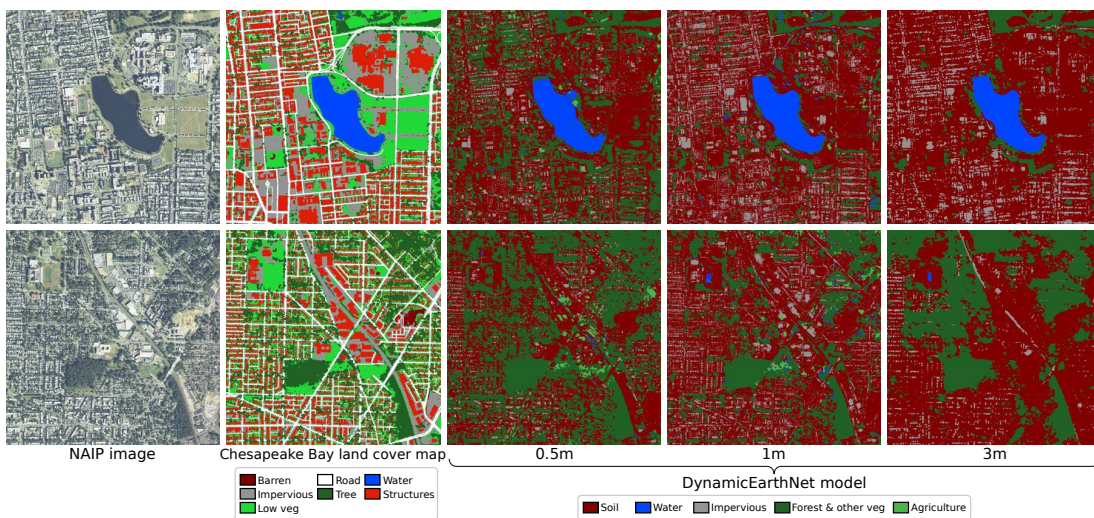 NAIP image
Chesapeake Bay land cover map
0.5m
1m
3m
DynamicEarthNet model
Barren
Road
Water
Impervious
Tree
Structures
Low veg
Soil
Water
Impervious
Forest & other veg
Agriculture